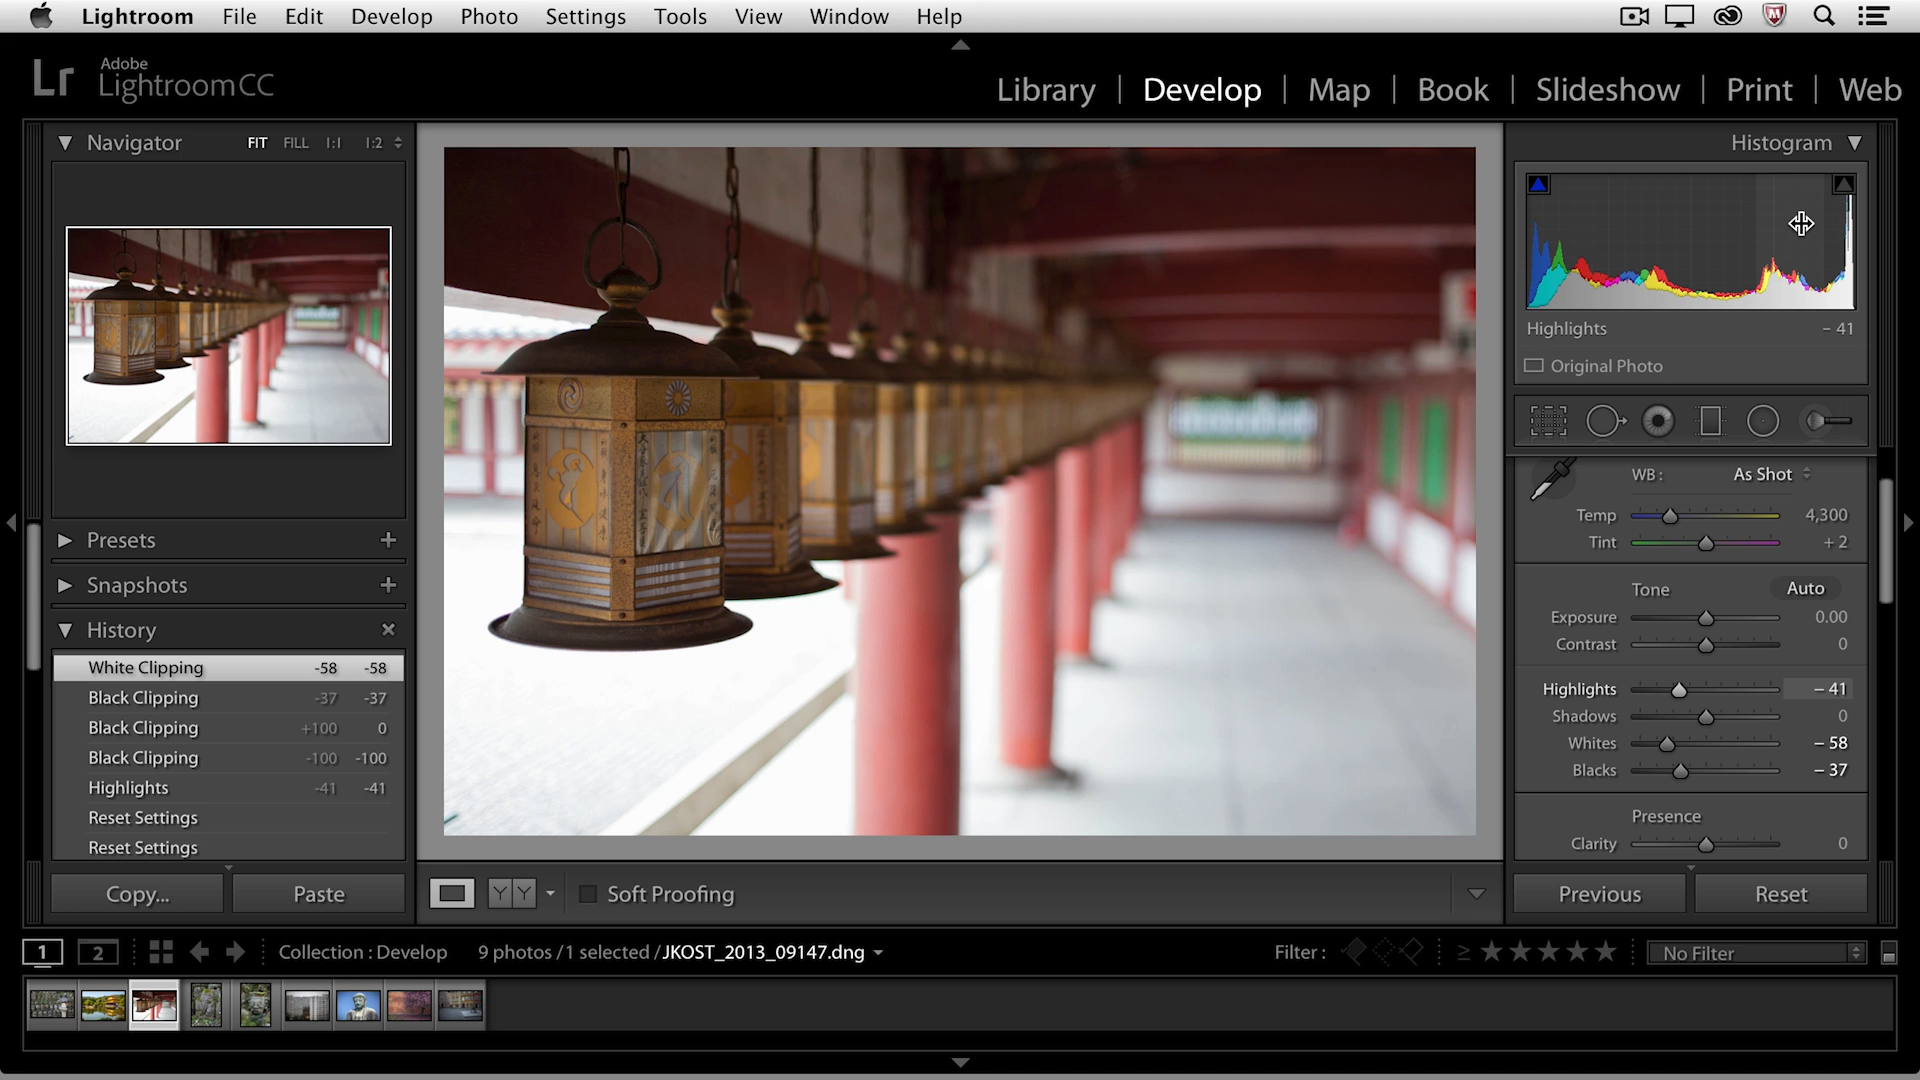 Lightroom File Edit Develop Photo Settings Tools View Window Help
Lr Adobe
Lightroom CC
Library | Develop | Map | Book | Slideshow | Print | Web
Navigator FIT FILL 1:1 1:2
Presets
Snapshots
History
White Clipping -58 -58
Black Clipping -37 -37
Black Clipping +100 0
Black Clipping -100 -100
Highlights -41 -41
Reset Settings
Reset Settings
Copy... Paste
YY Soft Proofing
Histogram
Highlights – 41
Original Photo
WB : As Shot
Temp 4,300
Tint + 2
Tone Auto
Exposure 0.00
Contrast 0
Highlights – 41
Shadows 0
Whites – 58
Blacks – 37
Presence
Clarity 0
Previous Reset
1 2 Collection : Develop 9 photos / 1 selected / JKOST_2013_09147.dng Filter : ≥ ★★★★★ No Filter